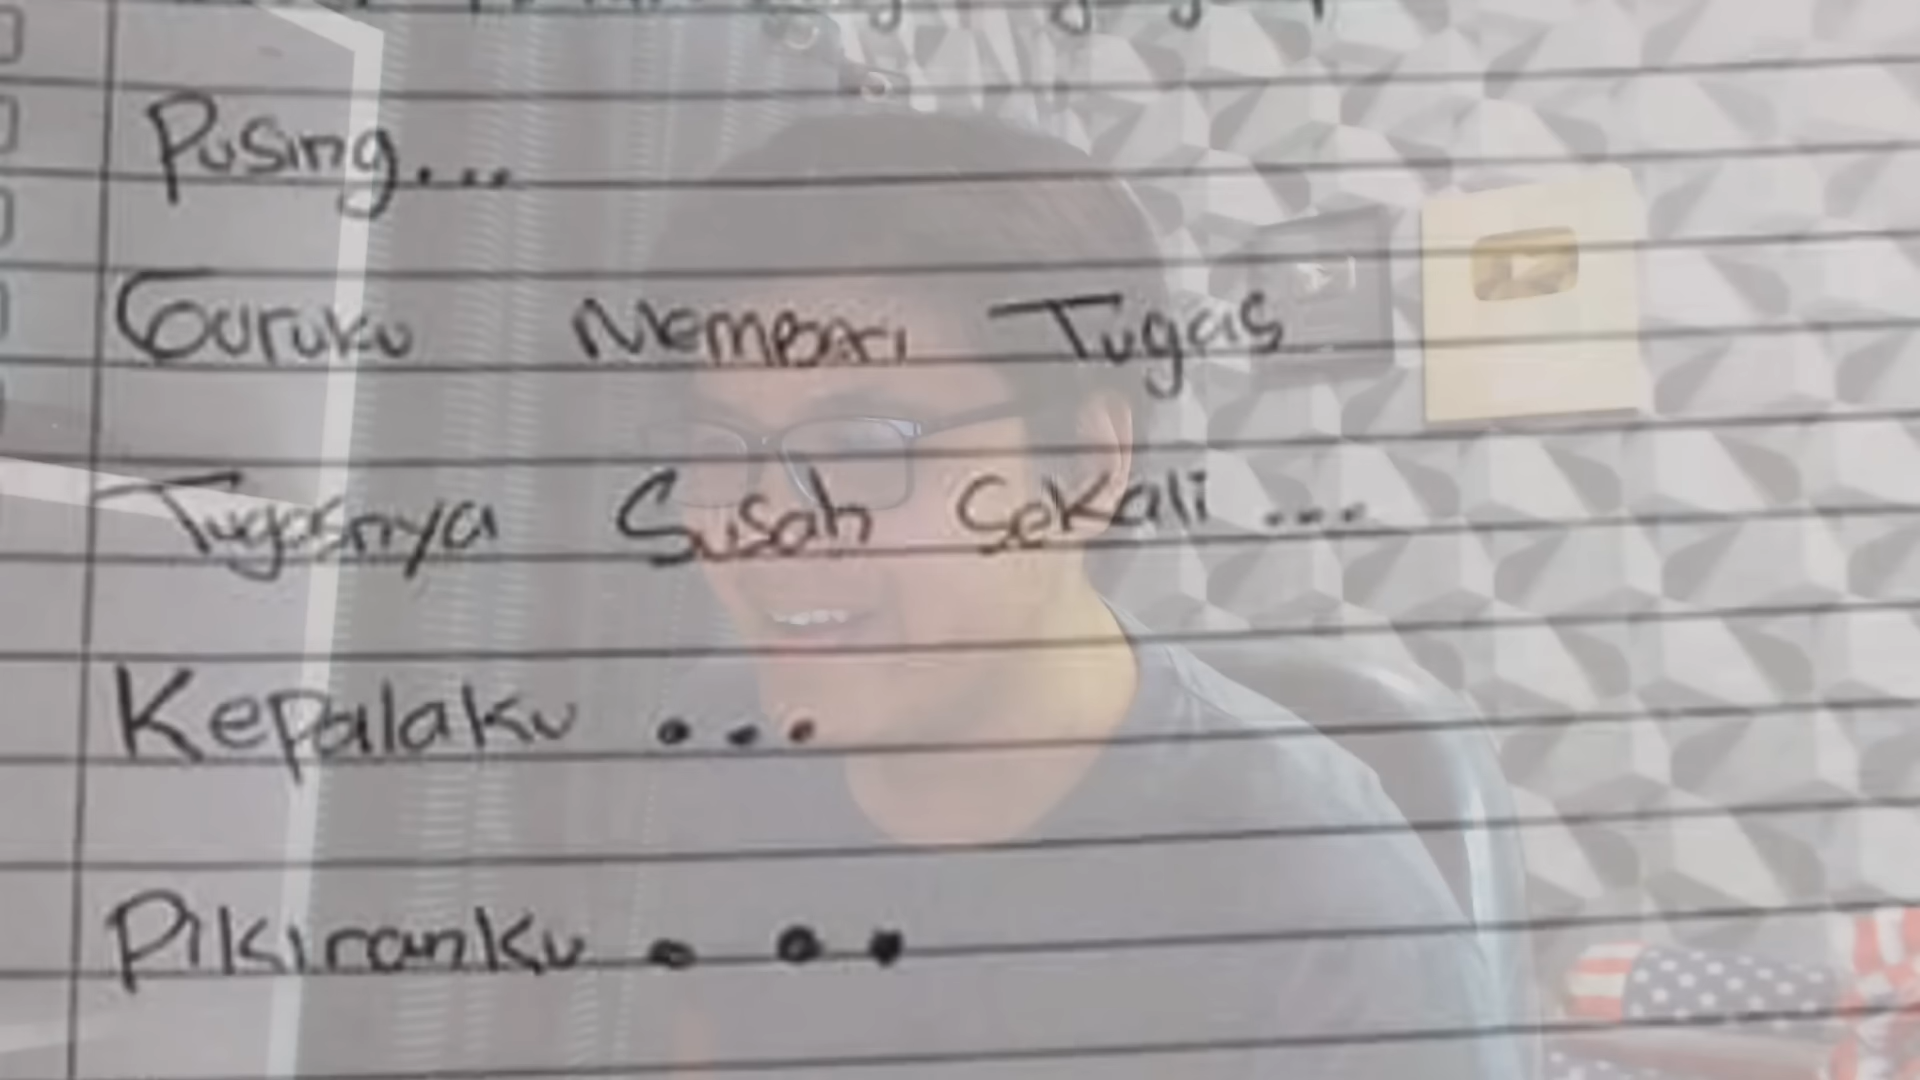 Pusing...
Guruku Memberi Tugas
Tugasnya Susah Sekali ...
Kepalaku ...
Pikiranku ...